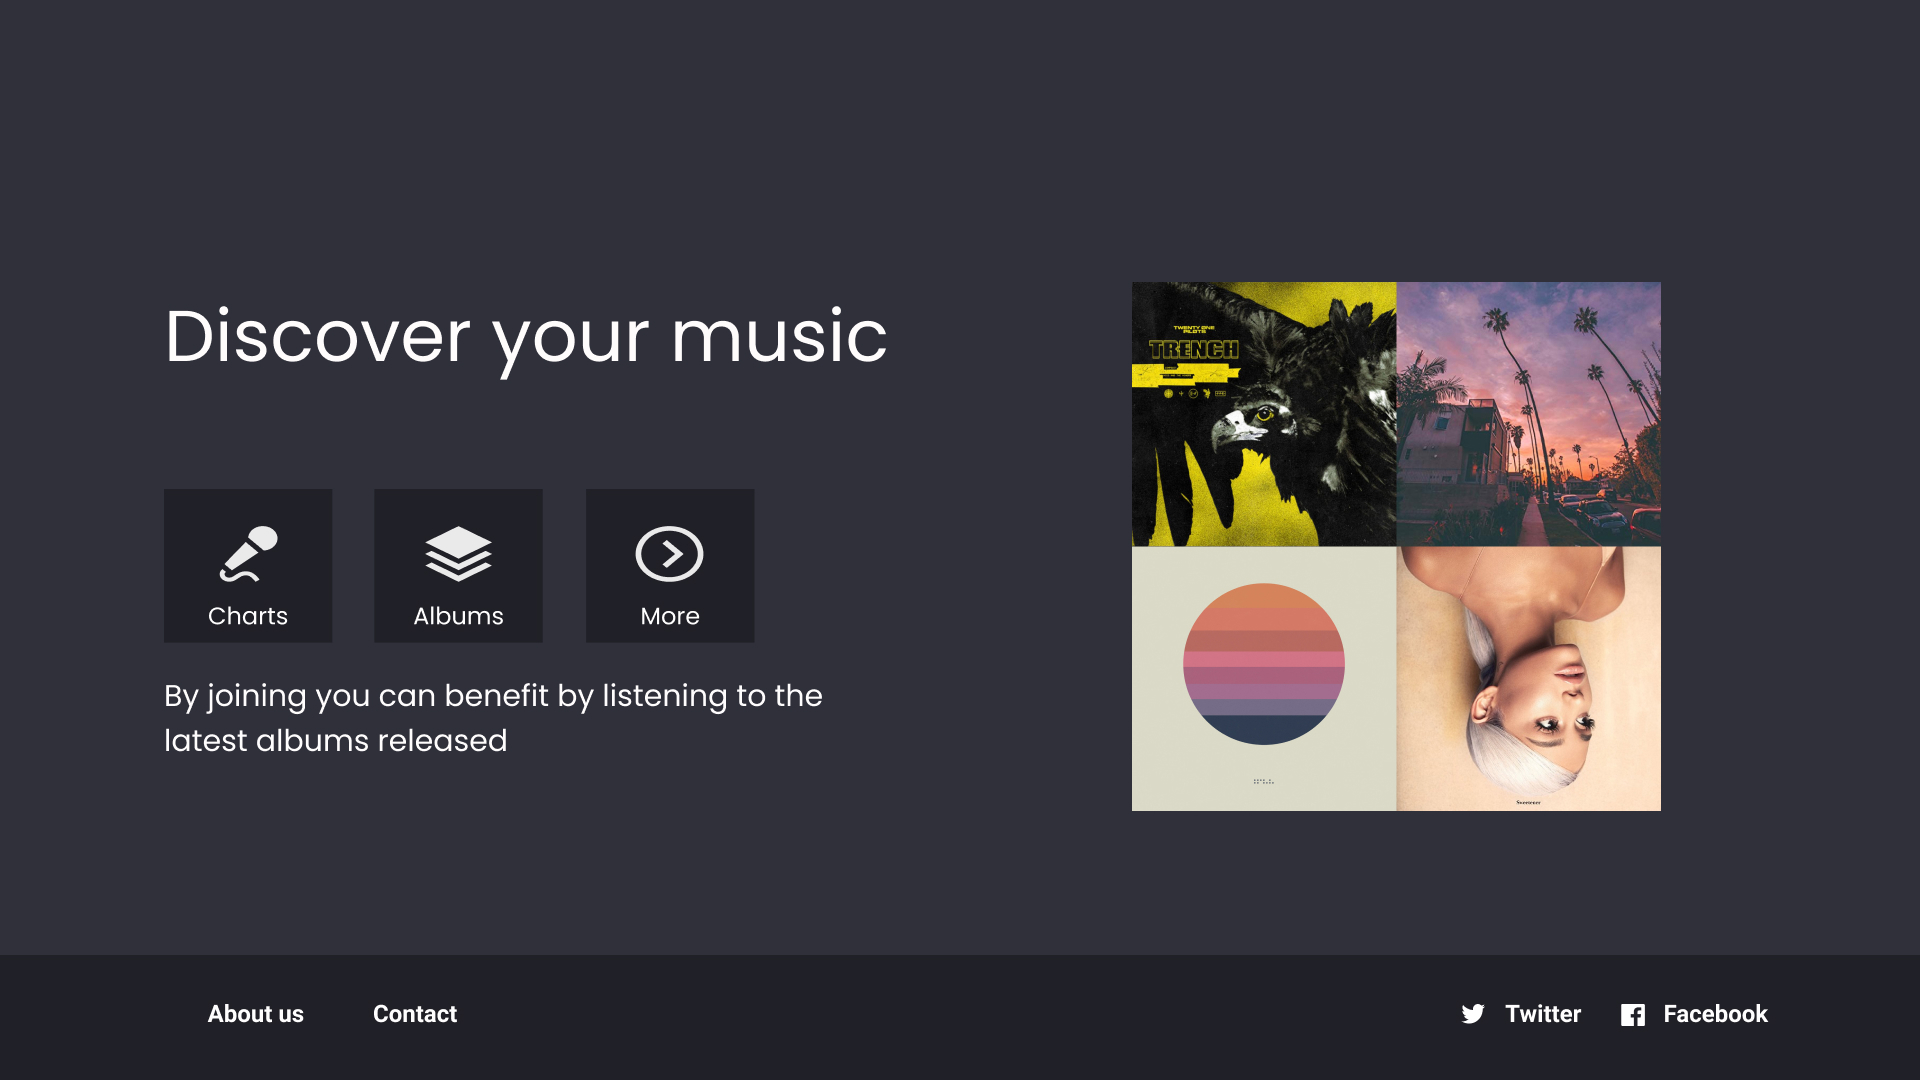 Discover your music
TWENTY ONE
PILOTS
TRENCH
Charts
Albums
More
By joining you can benefit by listening to the
latest albums released
Sweetener
About us
Contact
Twitter
Facebook